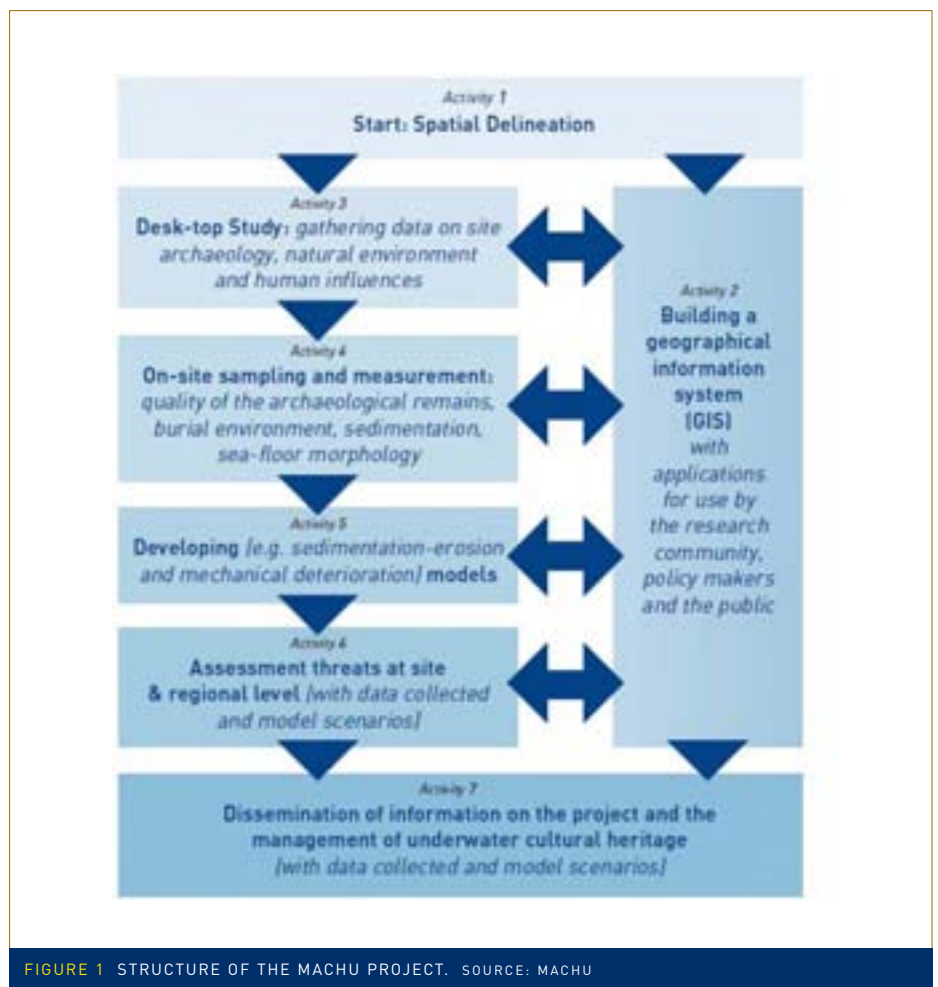 Activity 1
Start: Spatial Delineation
Activity 3
Desk-top Study: gathering data on site
archaeology, natural environment
and human influences
Activity 4
On-site sampling and measurement:
quality of the archaeological remains,
burial environment, sedimentation,
sea-floor morphology
Activity 5
Developing (e.g. sedimentation-erosion
and mechanical deterioration) models
Activity 6
Assessment threats at site
& regional level (with data collected
and model scenarios)
Activity 2
Building a
geographical
information
system
(GIS)
with
applications
for use by
the research
community,
policy makers
and the public
Activity 7
Dissemination of information on the project and the
management of underwater cultural heritage
(with data collected and model scenarios)
FIGURE 1 STRUCTURE OF THE MACHU PROJECT. SOURCE: MACHU